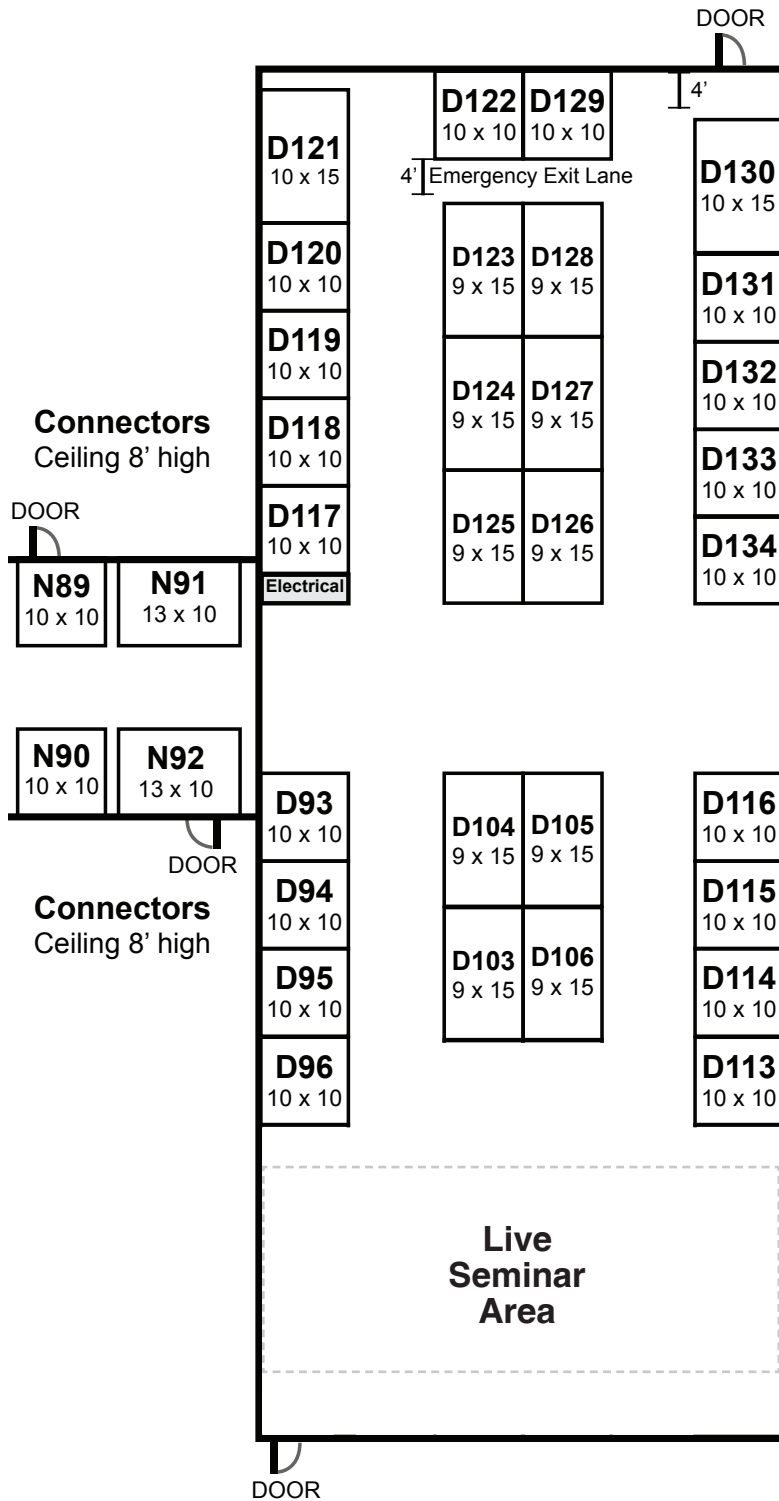 DOOR
4'
D122
10 x 10
D129
10 x 10
D121
10 x 15
4' Emergency Exit Lane
D130
10 x 15
D120
10 x 10
D123
9 x 15
D128
9 x 15
D131
10 x 10
D119
10 x 10
D132
10 x 10
D124
9 x 15
D127
9 x 15
Connectors
Ceiling 8’ high
D118
10 x 10
D133
10 x 10
DOOR
D117
10 x 10
D125
9 x 15
D126
9 x 15
D134
10 x 10
Electrical
N89
10 x 10
N91
13 x 10
N90
10 x 10
N92
13 x 10
DOOR
D93
10 x 10
D104
9 x 15
D105
9 x 15
D116
10 x 10
Connectors
Ceiling 8’ high
D94
10 x 10
D115
10 x 10
D95
10 x 10
D103
9 x 15
D106
9 x 15
D114
10 x 10
D96
10 x 10
D113
10 x 10
Live
Seminar
Area
DOOR